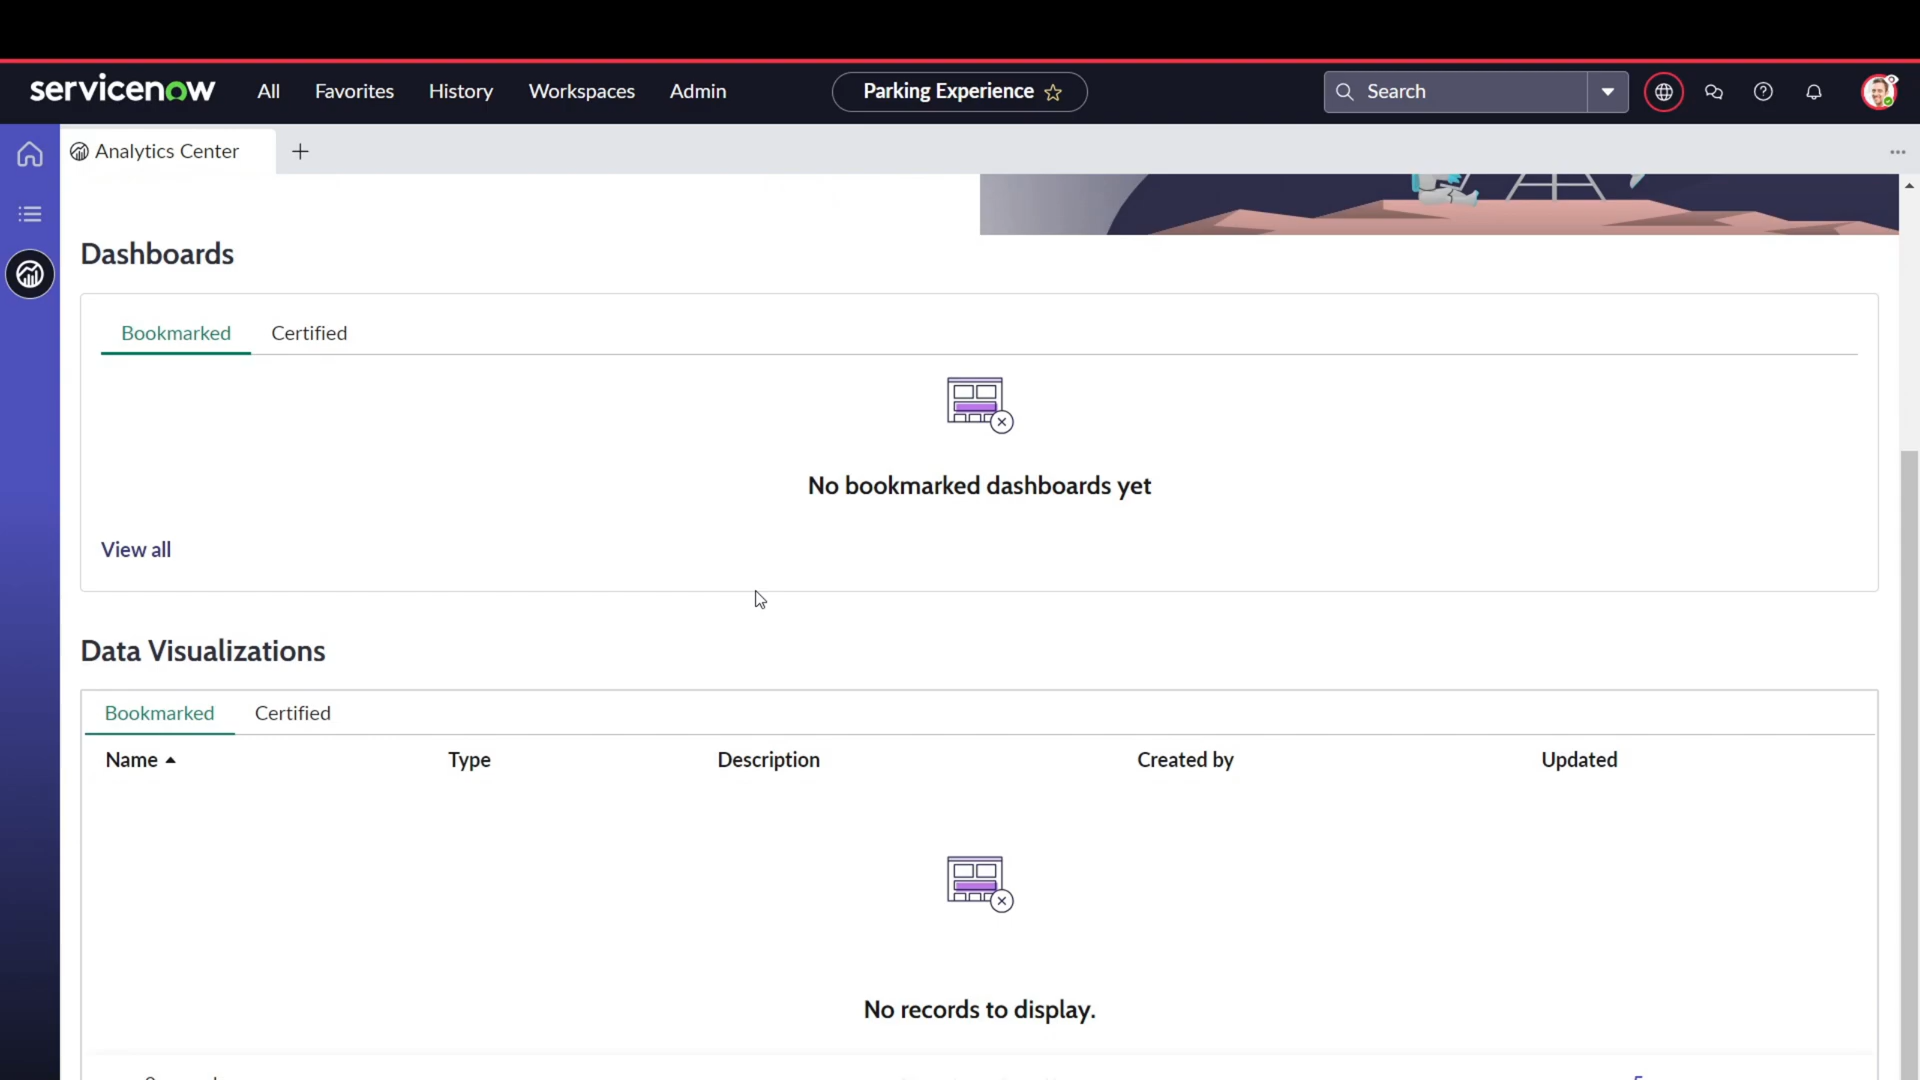 servicenow All Favorites History Workspaces Admin Parking Experience Search
Analytics Center
Dashboards
Bookmarked Certified
No bookmarked dashboards yet
View all
Data Visualizations
Bookmarked Certified
Name Type Description Created by Updated
No records to display.